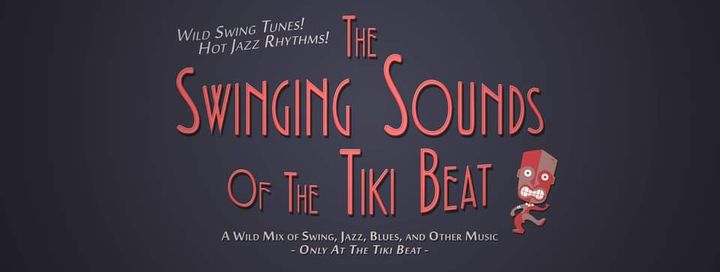 Wild Swing Tunes!
Hot Jazz Rhythms!
The
Swinging Sounds
Of The Tiki Beat
A Wild Mix of Swing, Jazz, Blues, and Other Music
- Only At The Tiki Beat -